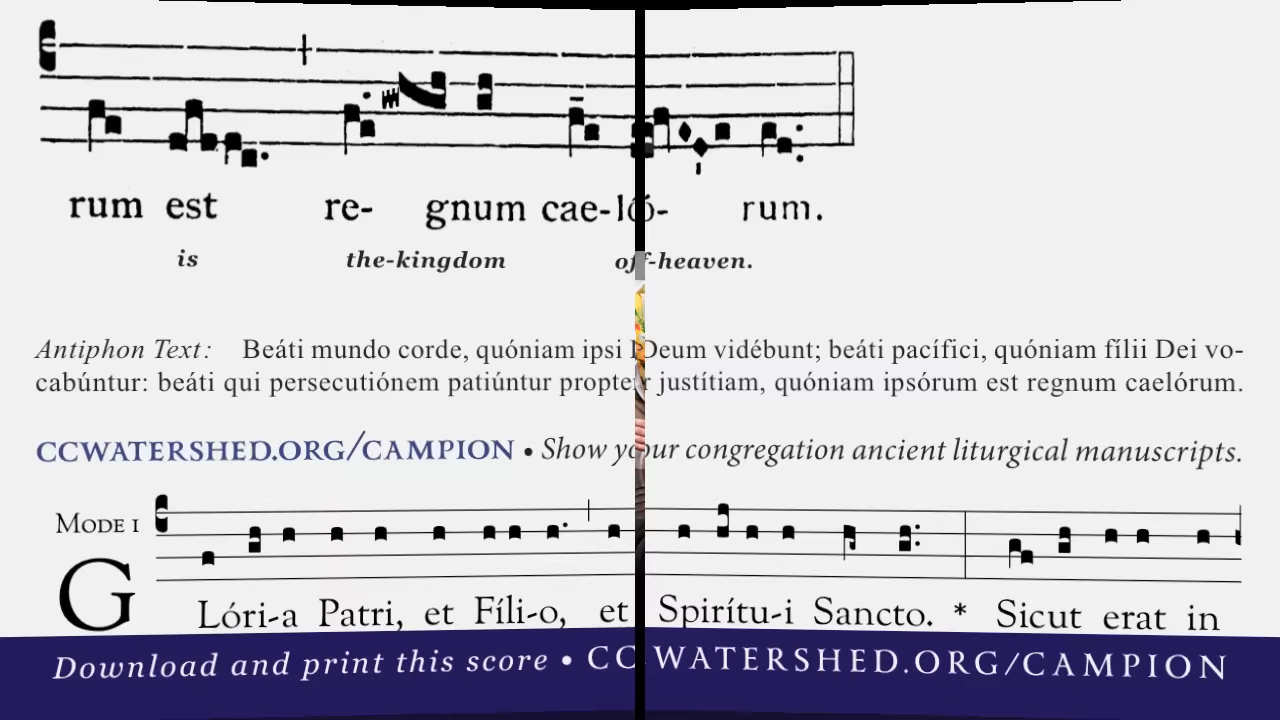 rum est re- gnum cae-ló- rum.
is the-kingdom of-heaven.
Antiphon Text: Beáti mundo corde, quóniam ipsi Deum vidébunt; beáti pacífici, quóniam fílii Dei vo-
cabúntur: beáti qui persecutiónem patiúntur propter justítiam, quóniam ipsórum est regnum caelórum.
CCWATERSHED.ORG/CAMPION • Show your congregation ancient liturgical manuscripts.
MODE 1
GLóri-a Patri, et Fíli-o, et Spirítu-i Sancto. * Sicut erat in
Download and print this score • CCWATERSHED.ORG/CAMPION